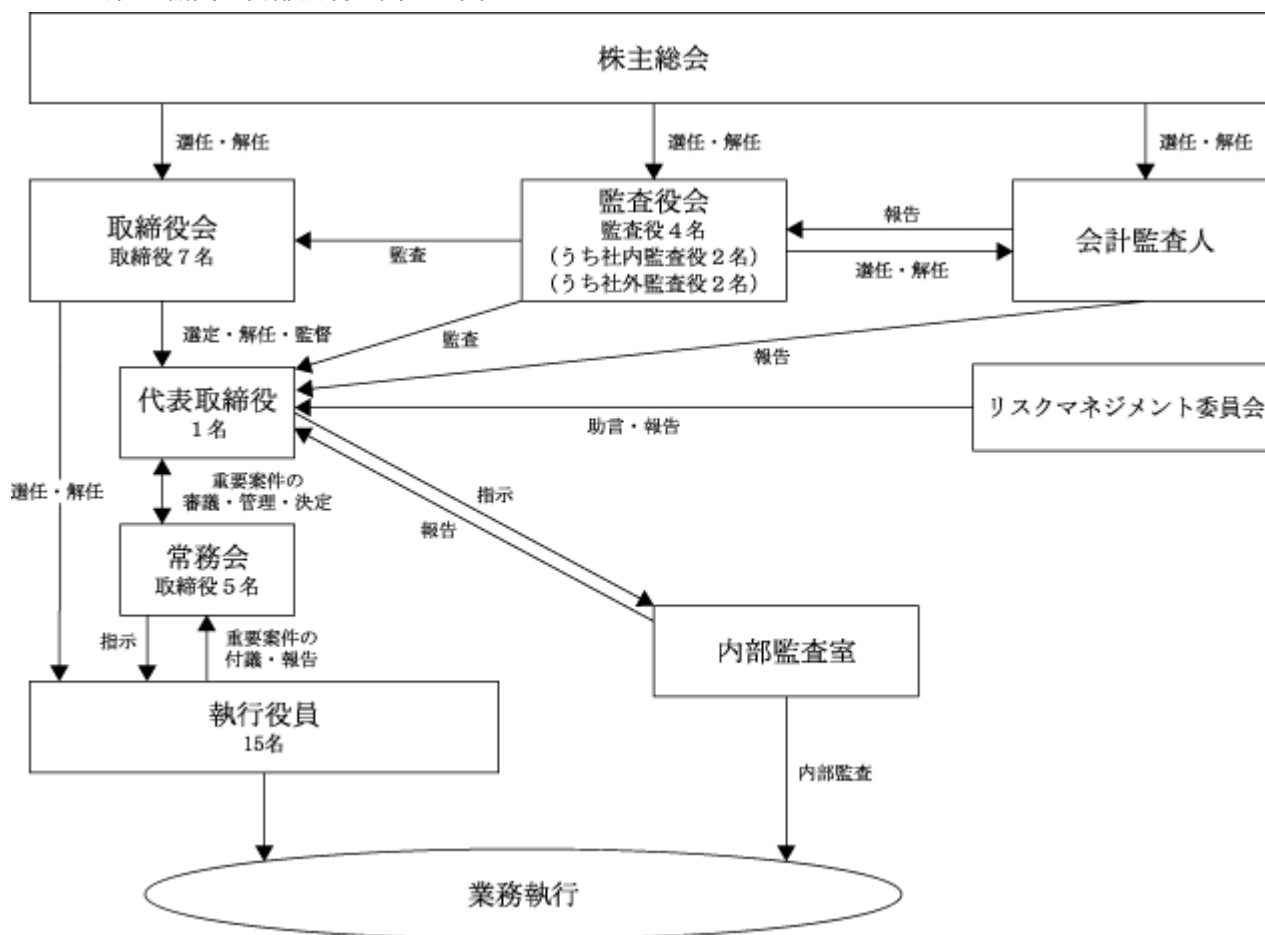 株主総会
選任・解任
選任・解任
選任・解任
取締役会
取締役7名
監査役会
監査役4名
(うち社内監査役2名)
(うち社外監査役2名)
会計監査人
監査
報告
選任・解任
選定・解任・監督
監査
報告
代表取締役
1名
リスクマネジメント委員会
助言・報告
選任・解任
重要案件の
審議・管理・決定
指示
報告
常務会
取締役5名
指示
重要案件の
付議・報告
内部監査室
執行役員
15名
内部監査
業務執行